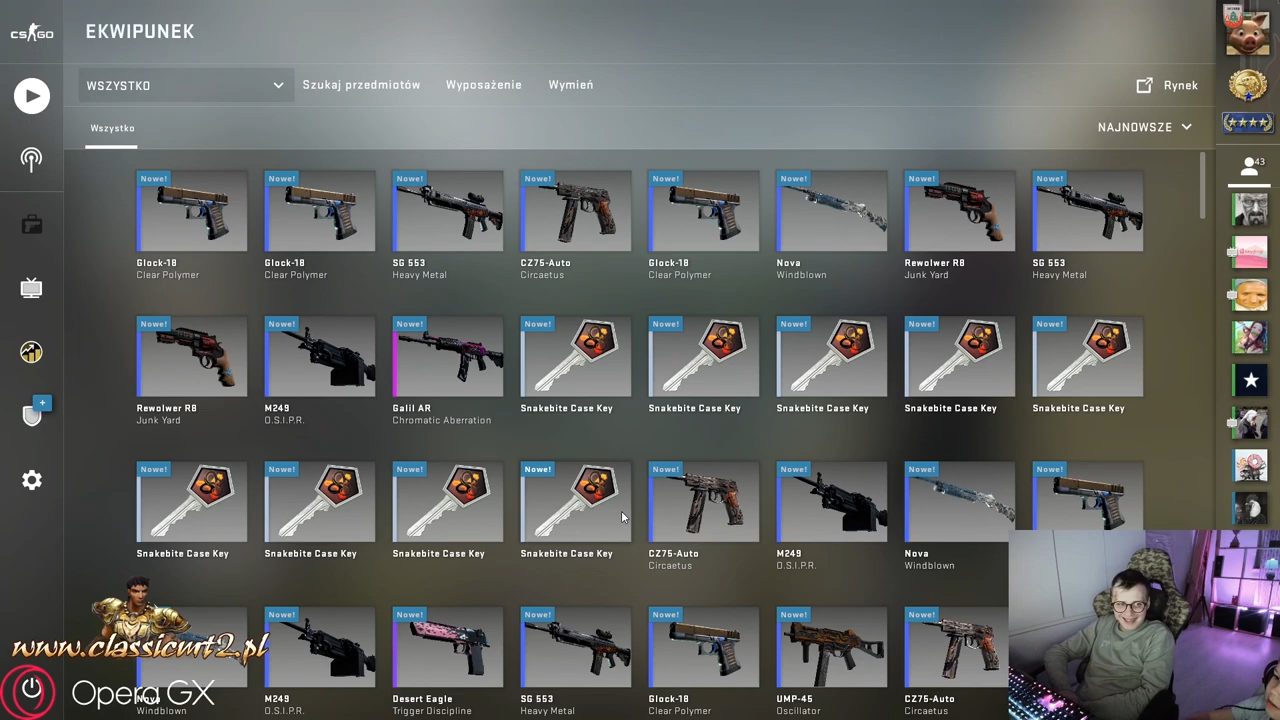 CS GO
EKWIPUNEK
WSZYSTKO
Szukaj przedmiotów
Wyposażenie
Wymień
Rynek
Wszystko
NAJNOWSZE
43
Nowe! Nowe! Nowe! Nowe! Nowe! Nowe! Nowe! Nowe!
Glock-18 Glock-18 SG 553 CZ75-Auto Glock-18 Nova Rewolwer R8 SG 553
Clear Polymer Clear Polymer Heavy Metal Circaetus Clear Polymer Windblown Junk Yard Heavy Metal
Nowe! Nowe! Nowe! Nowe! Nowe! Nowe! Nowe! Nowe!
Rewolwer R8 M249 Galil AR Snakebite Case Key Snakebite Case Key Snakebite Case Key Snakebite Case Key Snakebite Case Key
Junk Yard O.S.I.P.R. Chromatic Aberration
+
Nowe! Nowe! Nowe! Nowe! Nowe! Nowe! Nowe! Nowe!
Snakebite Case Key Snakebite Case Key Snakebite Case Key Snakebite Case Key CZ75-Auto M249 Nova
Circaetus O.S.I.P.R. Windblown
Nowe! Nowe! Nowe! Nowe! Nowe! Nowe!
www.classicmt2.pl
Nova M249 Desert Eagle SG 553 Glock-18 UMP-45 CZ75-Auto
Windblown O.S.I.P.R. Trigger Discipline Heavy Metal Clear Polymer Oscillator Circaetus
Opera GX